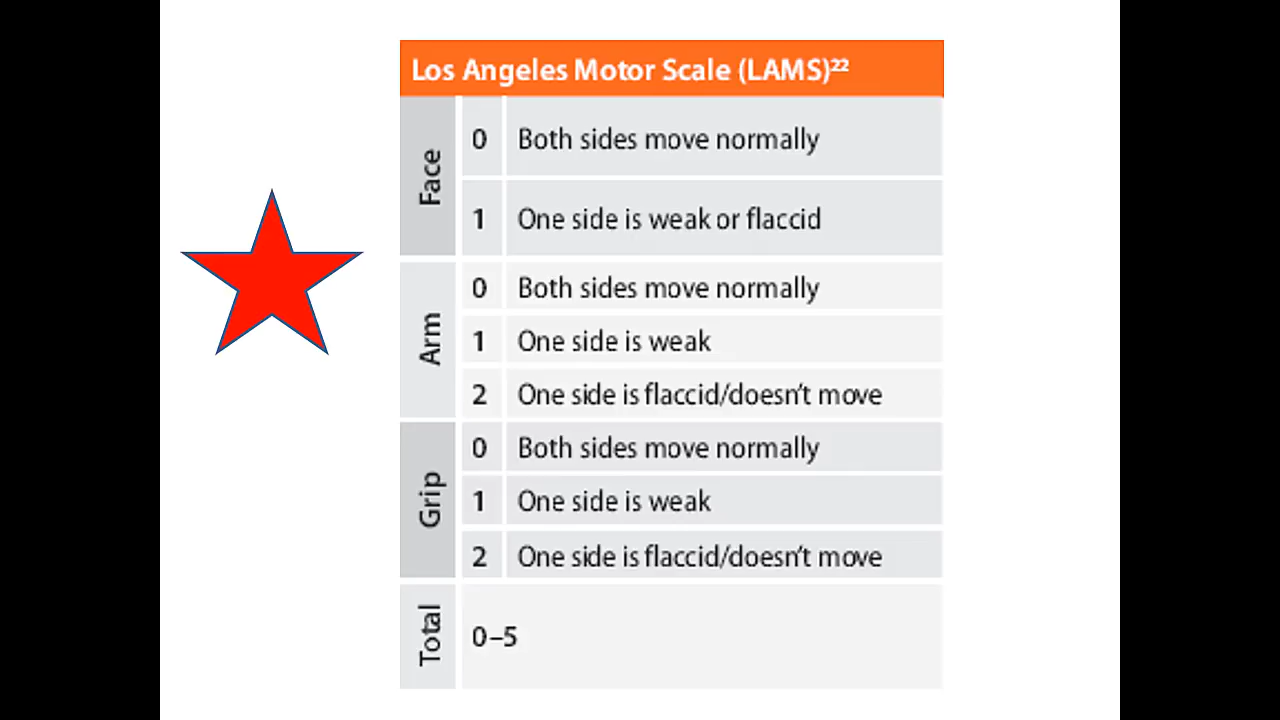 Los Angeles Motor Scale (LAMS)²²
Face
0 Both sides move normally
1 One side is weak or flaccid
Arm
0 Both sides move normally
1 One side is weak
2 One side is flaccid/doesn't move
Grip
0 Both sides move normally
1 One side is weak
2 One side is flaccid/doesn't move
Total
0–5